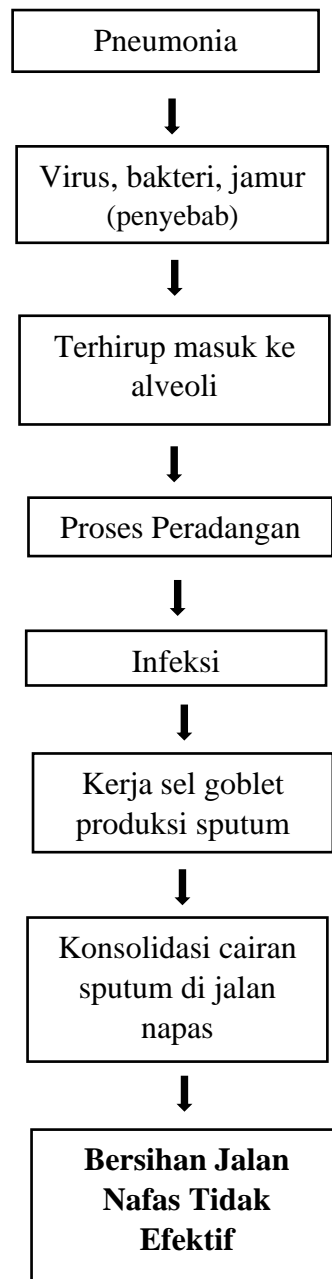 Pneumonia
Virus, bakteri, jamur
(penyebab)
Terhirup masuk ke
alveoli
Proses Peradangan
Infeksi
Kerja sel goblet
produksi sputum
Konsolidasi cairan
sputum di jalan
napas
Bersihan Jalan
Nafas Tidak
Efektif